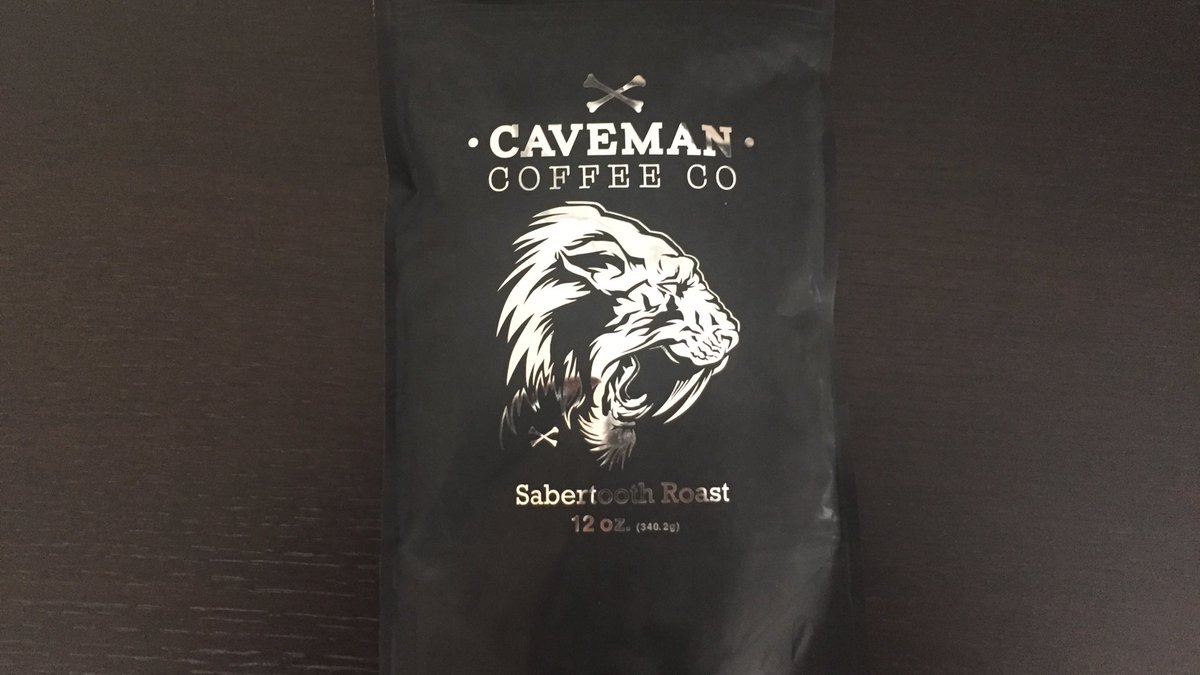 • CAVEMAN •
COFFEE CO
Sabertooth Roast
12 oz. (340.2g)